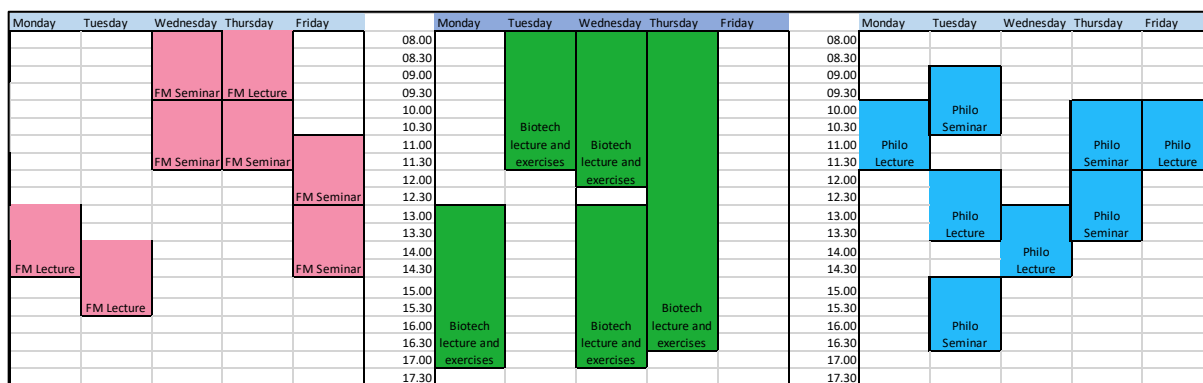 Monday Tuesday Wednesday Thursday Friday Monday Tuesday Wednesday Thursday Friday Monday Tuesday Wednesday Thursday Friday
08.00 08.00
08.30 08.30
09.00 09.00
FM Seminar FM Lecture 09.30 09.30
10.00 10.00 Philo
10.30 Biotech 10.30 Seminar
11.00 lecture and Biotech 11.00 Philo Philo Philo
FM Seminar FM Seminar 11.30 exercises lecture and 11.30 Lecture Seminar Lecture
12.00 exercises 12.00
FM Seminar 12.30 12.30
13.00 13.00 Philo Philo
13.30 13.30 Lecture Seminar
14.00 14.00 Philo
FM Lecture FM Seminar 14.30 14.30 Lecture
15.00 15.00
FM Lecture 15.30 Biotech 15.30
16.00 Biotech Biotech lecture and 16.00 Philo
16.30 lecture and lecture and exercises 16.30 Seminar
17.00 exercises exercises 17.00
17.30 17.30